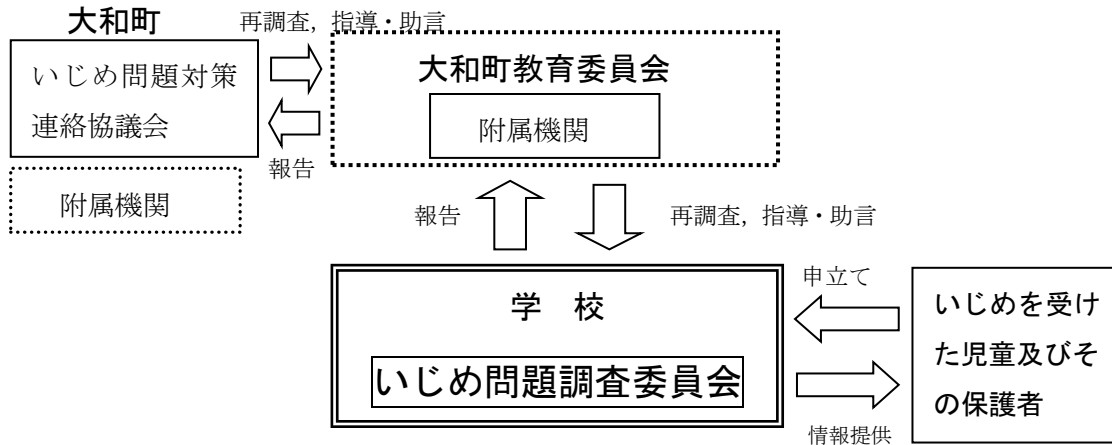 大和町
再調査，指導・助言
いじめ問題対策
連絡協議会
附属機関
報告
大和町教育委員会
附属機関
報告
再調査，指導・助言
学　校
いじめ問題調査委員会
申立て
情報提供
いじめを受け
た児童及びそ
の保護者